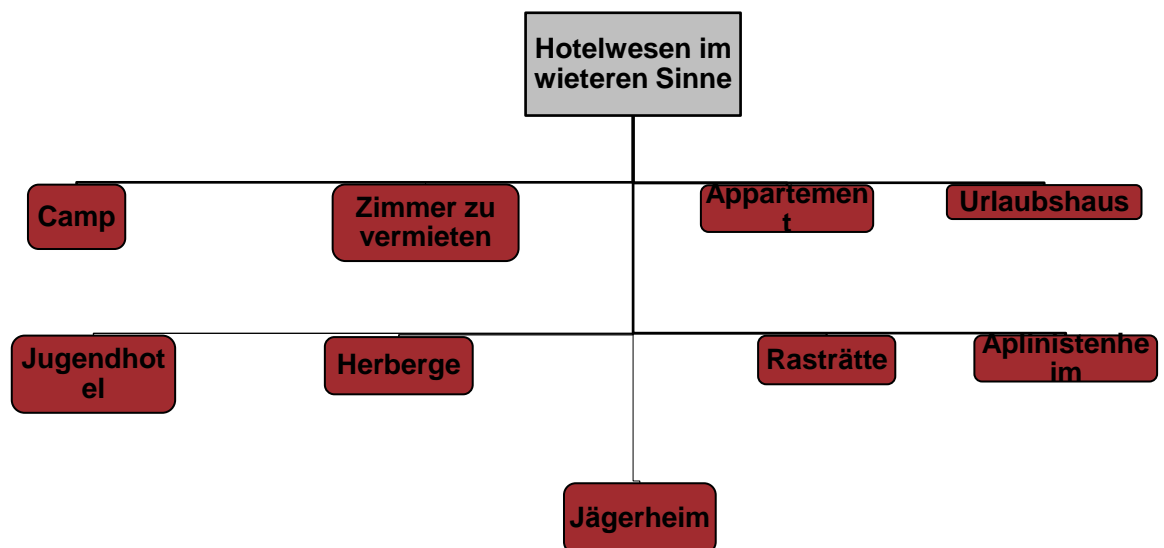 Hotelwesen im
wieteren Sinne
Camp
Zimmer zu
vermieten
Appartemen
t
Urlaubshaus
Jugendhot
el
Herberge
Rasträtte
Aplinistenhe
im
Jägerheim